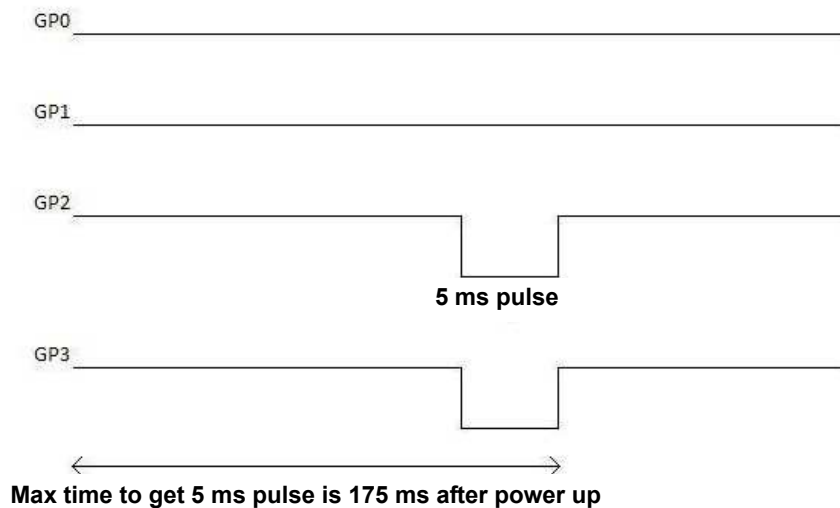 GP0
GP1
GP2
5 ms pulse
GP3
Max time to get 5 ms pulse is 175 ms after power up